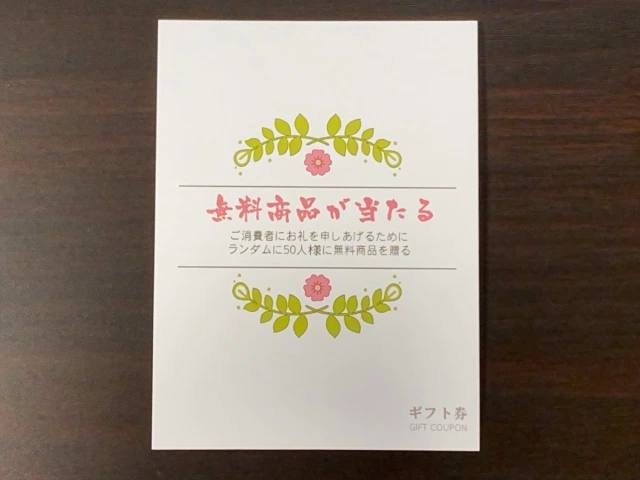 無料商品が当たる
ご消費者にお礼を申しあげるために
ランダムに50人様に無料商品を贈る
ギフト券
GIFT COUPON